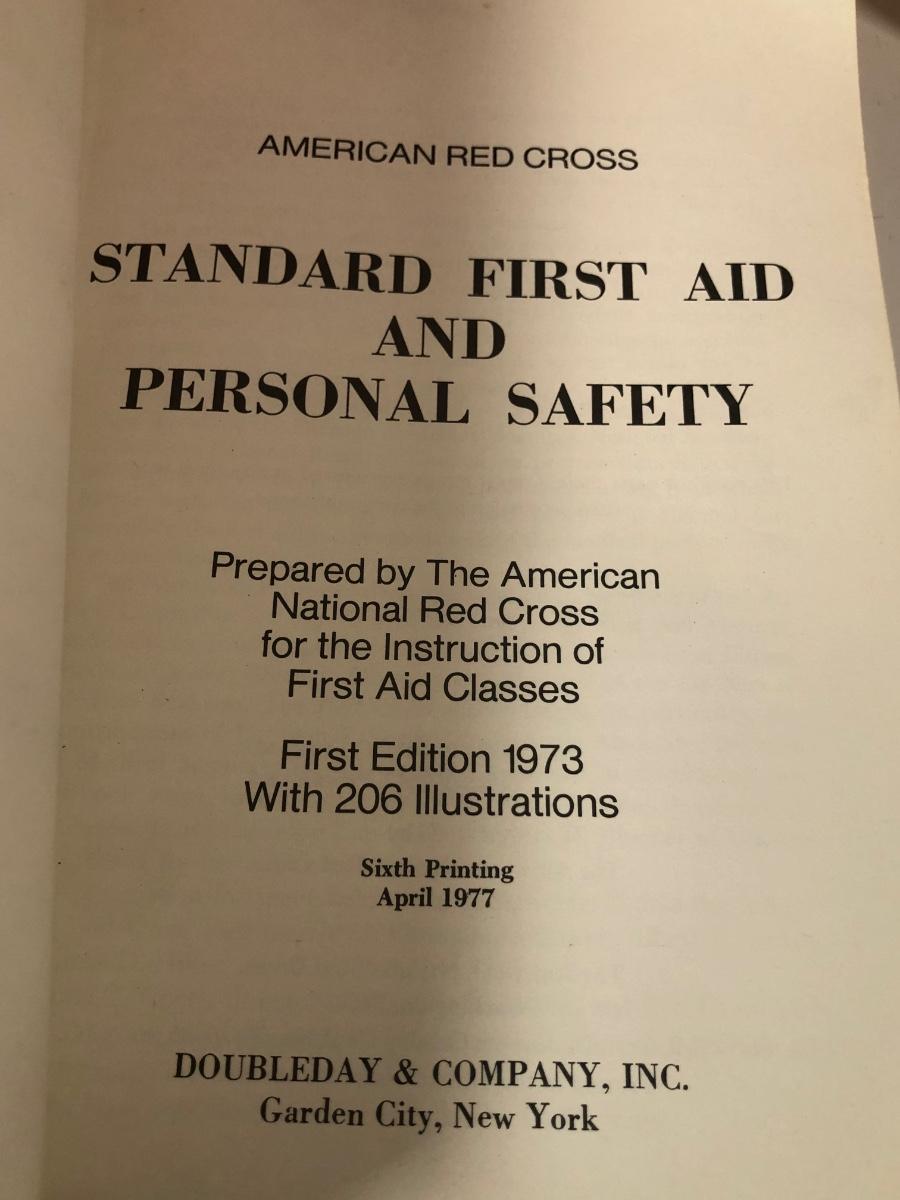 AMERICAN RED CROSS
STANDARD FIRST AID
AND
PERSONAL SAFETY
Prepared by The American
National Red Cross
for the Instruction of
First Aid Classes
First Edition 1973
With 206 Illustrations
Sixth Printing
April 1977
DOUBLEDAY & COMPANY, INC.
Garden City, New York